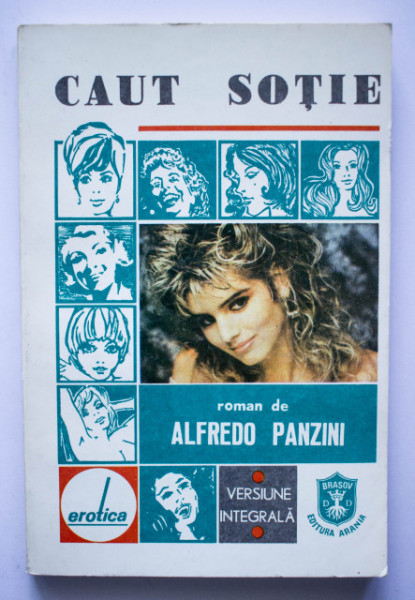 CAUT SOȚIE
roman de
ALFREDO PANZINI
erotica
VERSIUNE
INTEGRALĂ
BRAȘOV
D D
EDITURA ARANIA